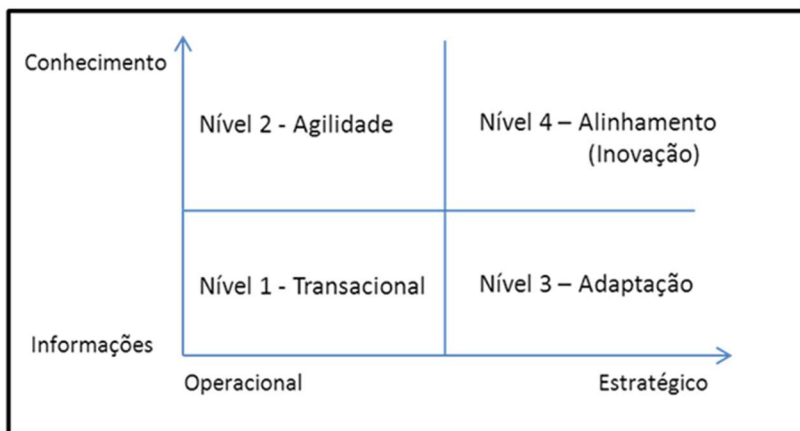 Conhecimento
Nível 2 - Agilidade
Nível 4 – Alinhamento
(Inovação)
Nível 1 - Transacional
Nível 3 – Adaptação
Informações
Operacional
Estratégico